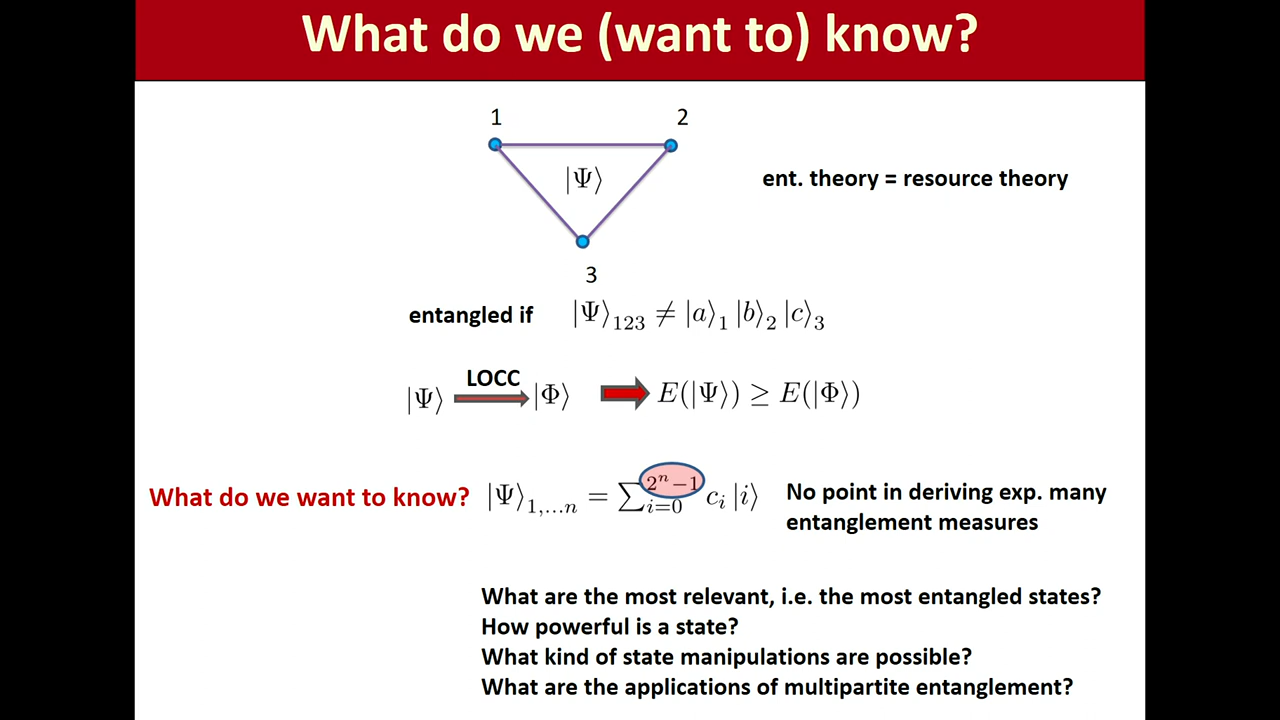 What do we (want to) know?
1
2
|Ψ⟩
ent. theory = resource theory
3
entangled if |Ψ⟩₁₂₃ ≠ |a⟩₁ |b⟩₂ |c⟩₃
LOCC
|Ψ⟩ |Φ⟩ E(|Ψ⟩) ≥ E(|Φ⟩)
What do we want to know? |Ψ⟩_{1,...n} = ∑_{i=0}^{2^n−1} c_i |i⟩
No point in deriving exp. many
entanglement measures
What are the most relevant, i.e. the most entangled states?
How powerful is a state?
What kind of state manipulations are possible?
What are the applications of multipartite entanglement?